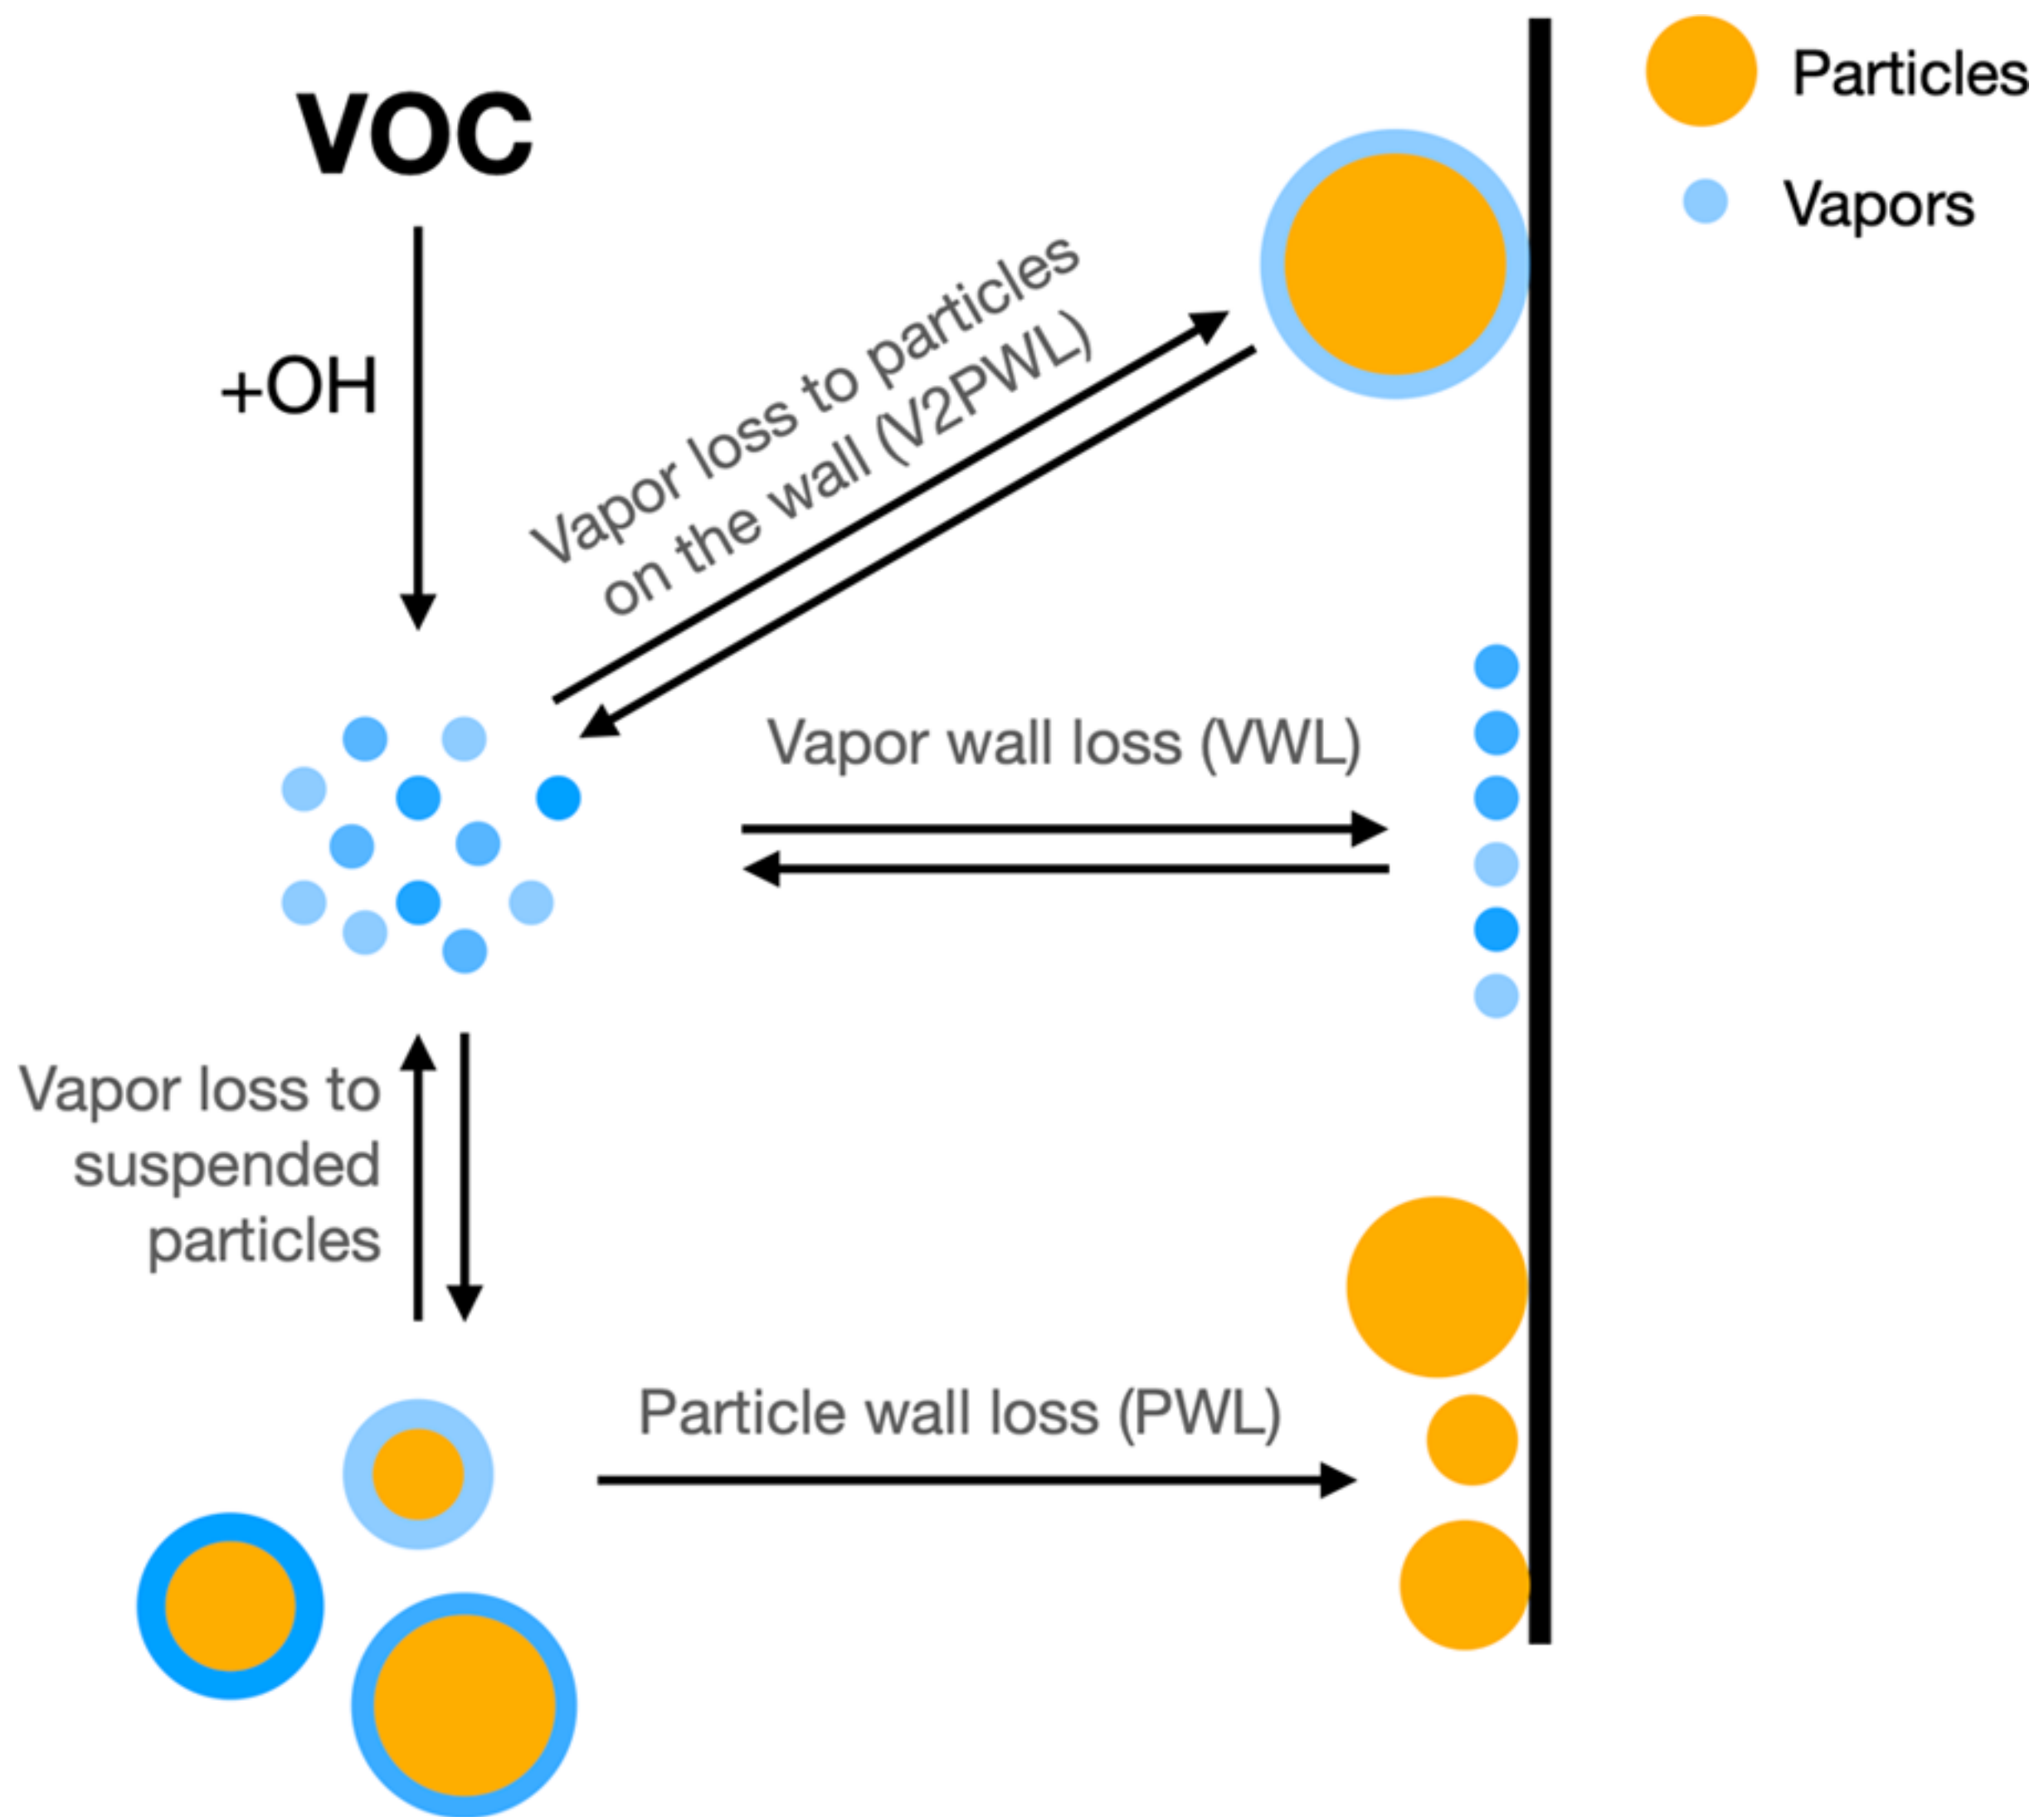 VOC
Particles
Vapors
+OH
Vapor loss to particles
on the wall (V2PWL)
Vapor wall loss (VWL)
Vapor loss to
suspended
particles
Particle wall loss (PWL)